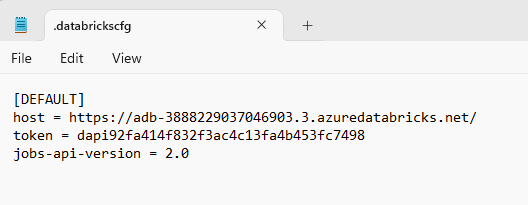 .databrickscfg
File Edit View
[DEFAULT]
host = https://adb-3888229037046903.3.azuredatabricks.net/
token = dapi92fa414f832f3ac4c13fa4b453fc7498
jobs-api-version = 2.0